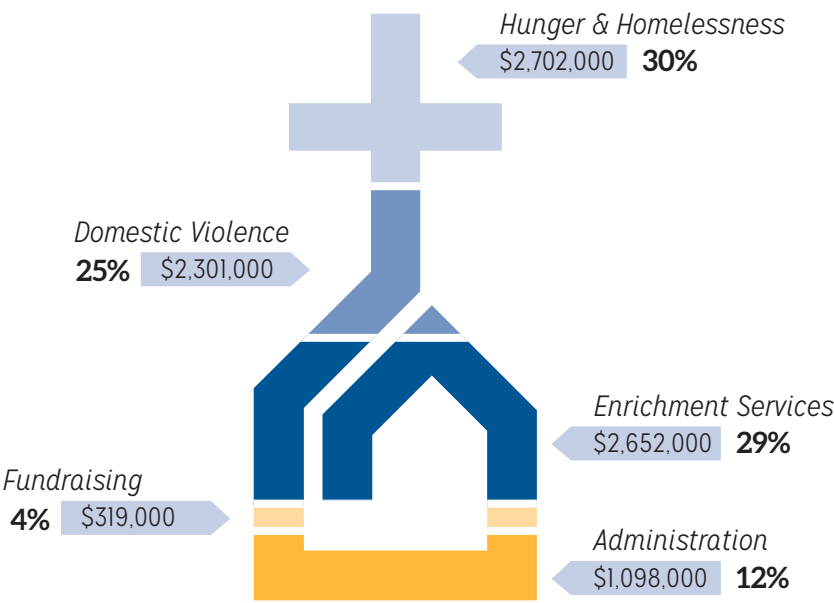 Hunger & Homelessness
$2,702,000 30%
Domestic Violence
25% $2,301,000
Enrichment Services
$2,652,000 29%
Fundraising
4% $319,000
Administration
$1,098,000 12%